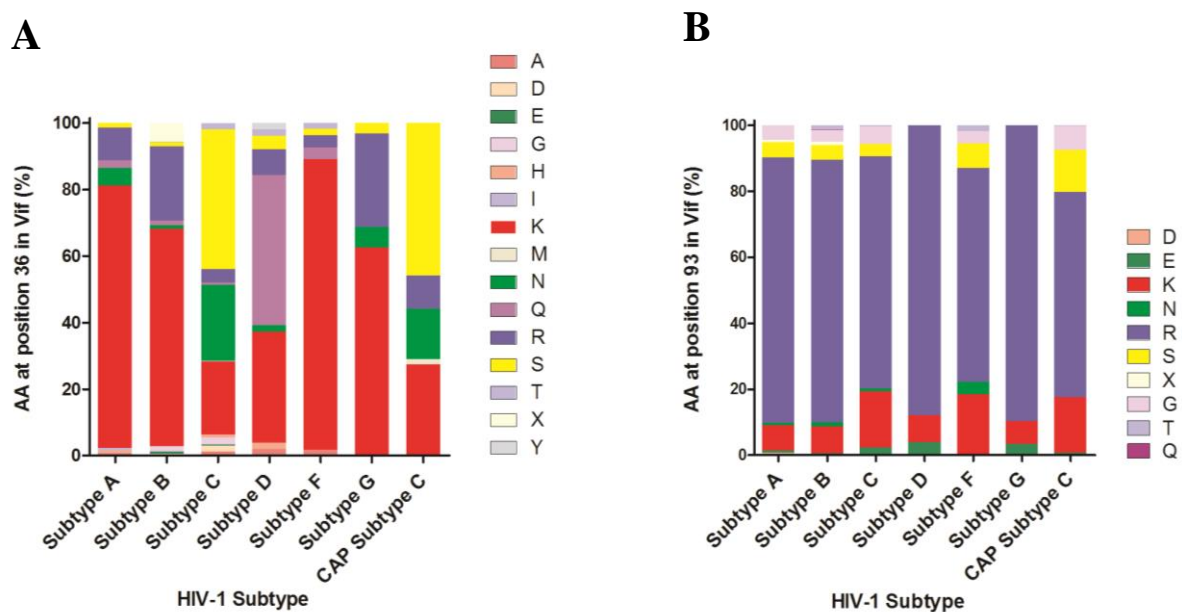 A
AA at position 36 in Vif (%)
100
80
60
40
20
0
Subtype A
Subtype B
Subtype C
Subtype D
Subtype F
Subtype G
CAP Subtype C
HIV-1 Subtype
A
D
E
G
H
I
K
M
N
Q
R
S
T
X
Y
B
AA at position 93 in Vif (%)
100
80
60
40
20
0
Subtype A
Subtype B
Subtype C
Subtype D
Subtype F
Subtype G
CAP Subtype C
HIV-1 Subtype
D
E
K
N
R
S
X
G
T
Q